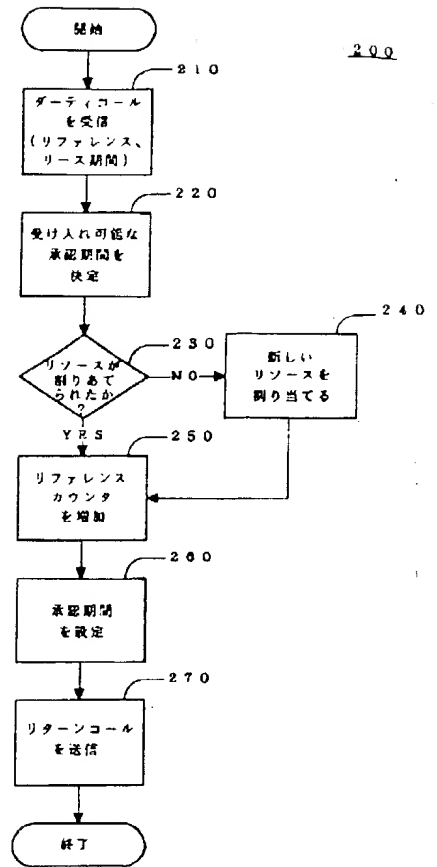 開始
200
210
ダーティコール
を受信
(リファレンス、
リース期間)
220
受け入れ可能な
承認期間を
決定
230
リソースが
割りあて
られたか
?
NO
240
新しい
リソースを
割り当てる
YES
250
リファレンス
カウンタ
を増加
260
承認期間
を設定
270
リターンコール
を送信
終了